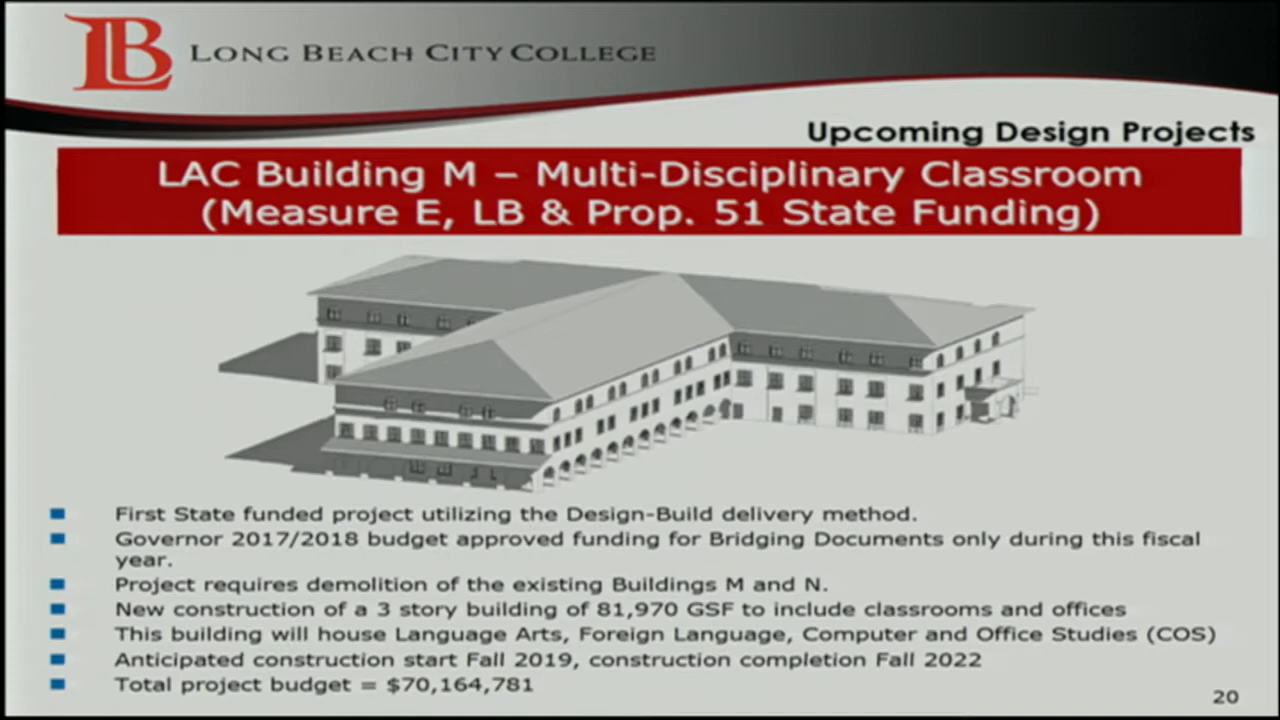 LB LONG BEACH CITY COLLEGE
Upcoming Design Projects
LAC Building M – Multi-Disciplinary Classroom
(Measure E, LB & Prop. 51 State Funding)
First State funded project utilizing the Design-Build delivery method.
Governor 2017/2018 budget approved funding for Bridging Documents only during this fiscal
year.
Project requires demolition of the existing Buildings M and N.
New construction of a 3 story building of 81,970 GSF to include classrooms and offices
This building will house Language Arts, Foreign Language, Computer and Office Studies (COS)
Anticipated construction start Fall 2019, construction completion Fall 2022
Total project budget = $70,164,781
20